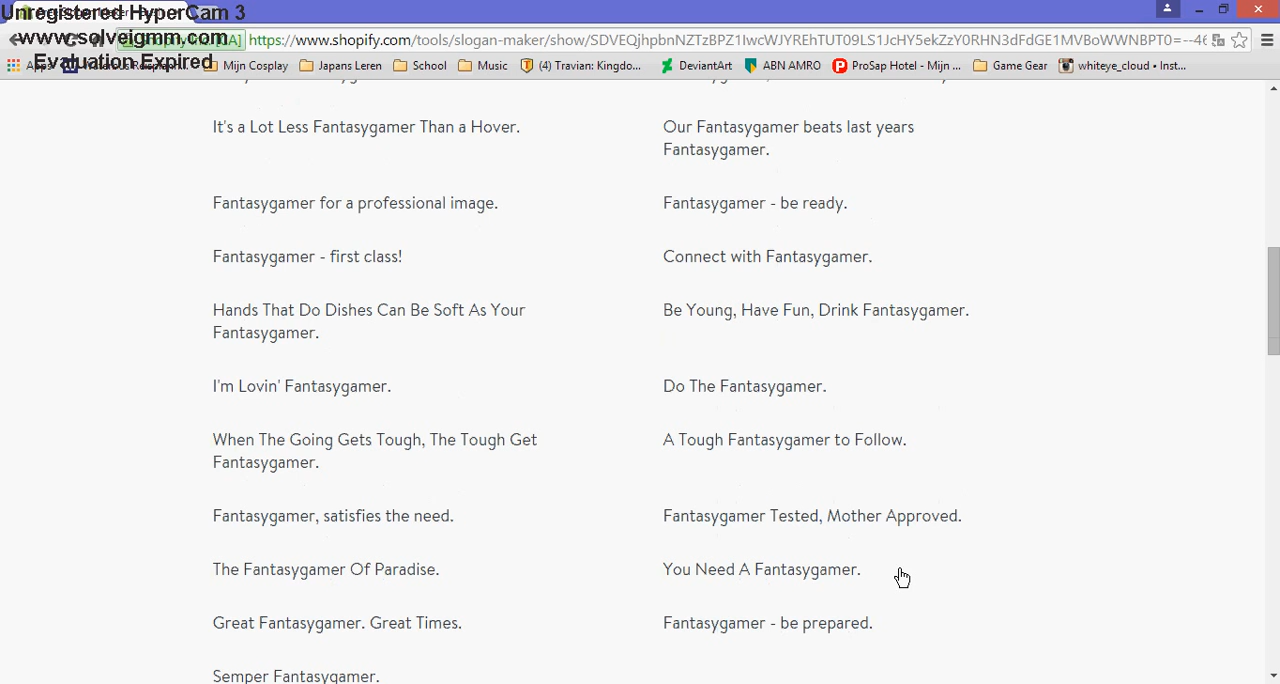 Unregistered HyperCam 3
www.solveigmm.com
Evaluation Expired
https://www.shopify.com/tools/slogan-maker/show/
Mijn Cosplay Japans Leren School Music (4) Travian: Kingdo... DeviantArt ABN AMRO ProSap Hotel - Mijn ... Game Gear whiteye_cloud • Inst...
It's a Lot Less Fantasygamer Than a Hover.
Our Fantasygamer beats last years
Fantasygamer.
Fantasygamer for a professional image.
Fantasygamer - be ready.
Fantasygamer - first class!
Connect with Fantasygamer.
Hands That Do Dishes Can Be Soft As Your
Fantasygamer.
Be Young, Have Fun, Drink Fantasygamer.
I'm Lovin' Fantasygamer.
Do The Fantasygamer.
When The Going Gets Tough, The Tough Get
Fantasygamer.
A Tough Fantasygamer to Follow.
Fantasygamer, satisfies the need.
Fantasygamer Tested, Mother Approved.
The Fantasygamer Of Paradise.
You Need A Fantasygamer.
Great Fantasygamer. Great Times.
Fantasygamer - be prepared.
Semper Fantasygamer.